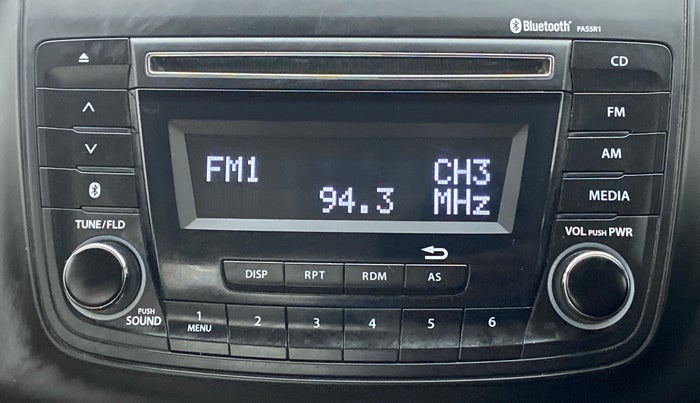 Bluetooth® PA55R1
CD
FM
AM
MEDIA
FM1 CH3
94.3 MHz
TUNE/FLD
VOL PUSH PWR
DISP RPT RDM AS
PUSH SOUND
1 MENU 2 3 4 5 6